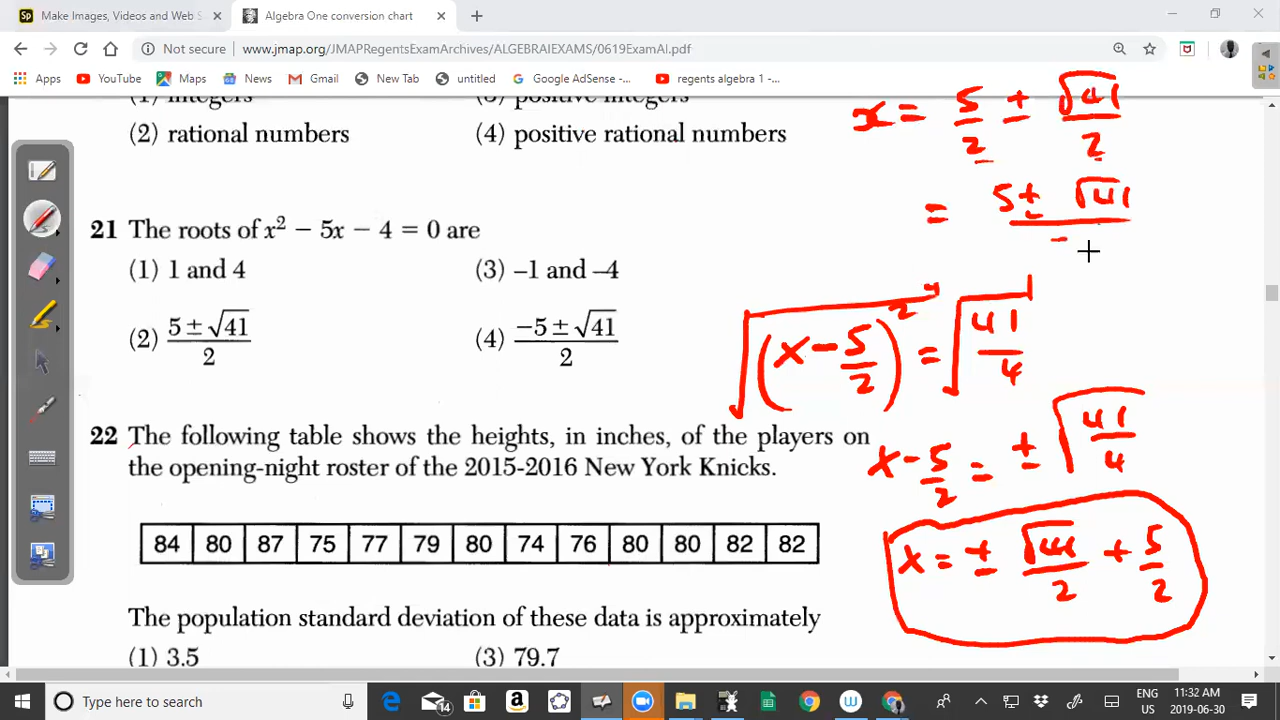 Make Images, Videos and Web S
Algebra One conversion chart
Not secure | www.jmap.org/JMAPRegentsExamArchives/ALGEBRAIEXAMS/0619ExamAI.pdf
Apps YouTube Maps News Gmail New Tab untitled Google AdSense - ... regents algebra 1 -...
(1) integers (3) positive integers
(2) rational numbers (4) positive rational numbers
21 The roots of x² − 5x − 4 = 0 are
(1) 1 and 4 (3) –1 and –4
(2) (5 ± √41)/2 (4) (−5 ± √41)/2
22 The following table shows the heights, in inches, of the players on
the opening-night roster of the 2015-2016 New York Knicks.
84 80 87 75 77 79 80 74 76 80 80 82 82
The population standard deviation of these data is approximately
(1) 3.5 (3) 79.7
x = 5/2 ± √41/2
= 5 ± √41
√(x − 5/2)² = √41/4
x − 5/2 = ± √41/4
x = ± √41/2 + 5/2
Type here to search
14
ENG
US
11:32 AM
2019-06-30